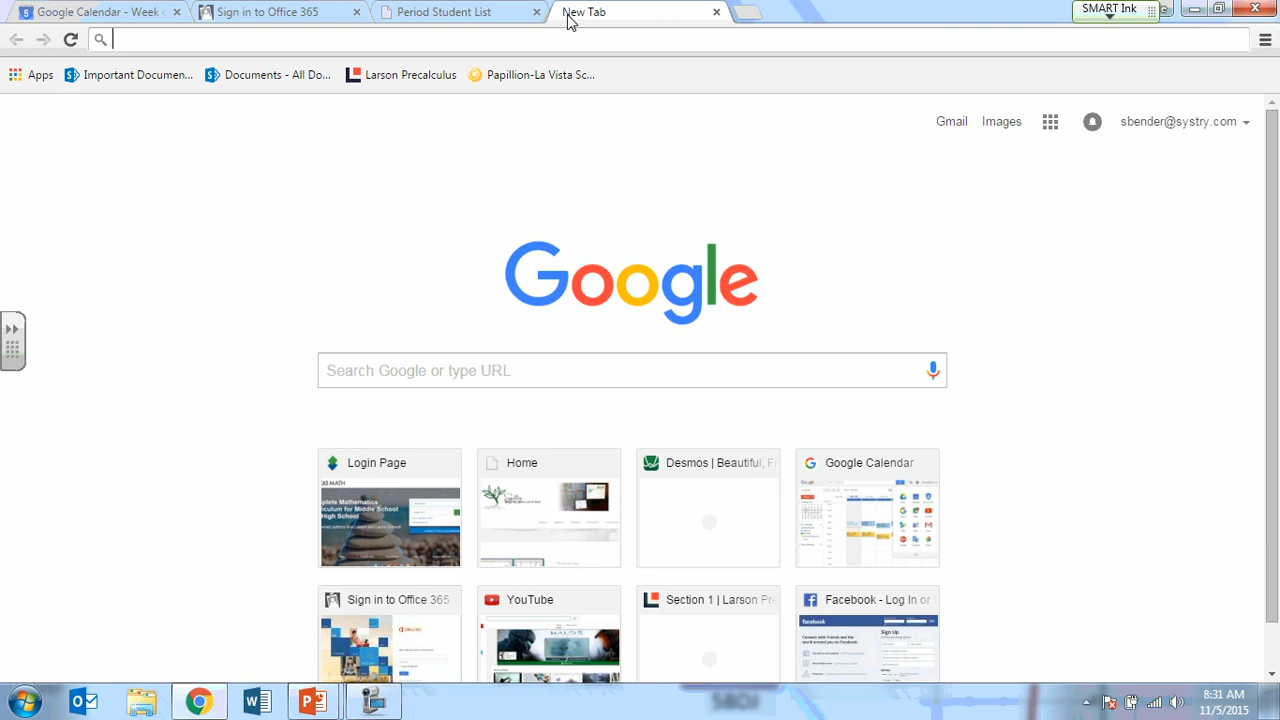 Google Calendar - Week
Sign in to Office 365
Period Student List
New Tab
SMART Ink
Apps
Important Documen...
Documents - All Do...
Larson Precalculus
Papillion-La Vista Sc...
Gmail
Images
sbender@systry.com
Google
Search Google or type URL
Login Page
Home
Desmos | Beautiful, F
Google Calendar
Sign in to Office 365
YouTube
Section 1 | Larson Pr
Facebook - Log In or
facebook
Sign Up
8:31 AM
11/5/2015